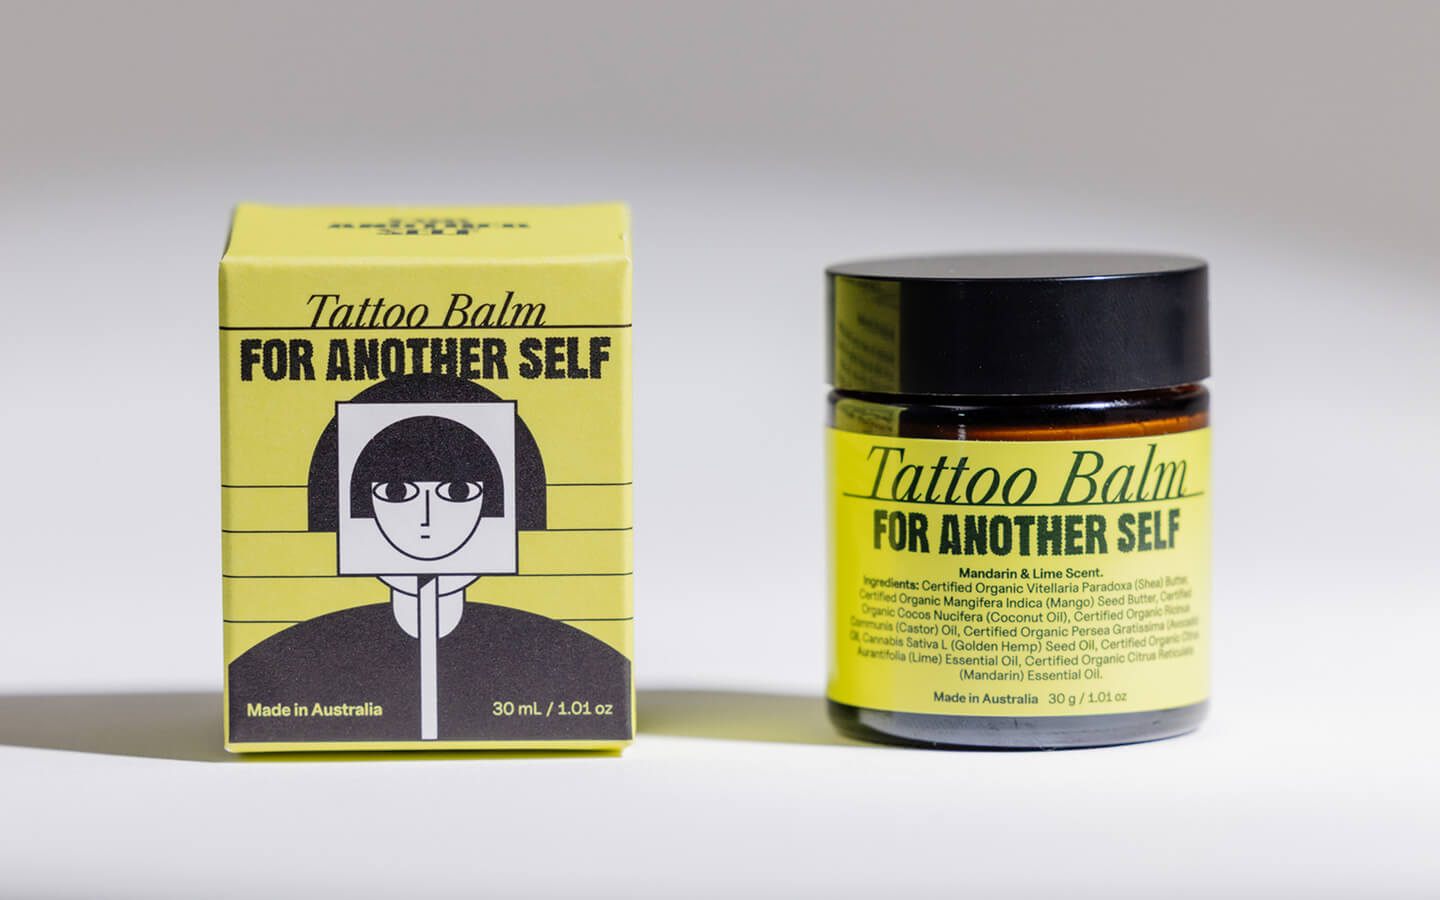 ANOTHER
SELF
Tattoo Balm
FOR ANOTHER SELF
Made in Australia
30 mL / 1.01 oz
Tattoo Balm
FOR ANOTHER SELF
Mandarin & Lime Scent.
Ingredients: Certified Organic Vitellaria Paradoxa (Shea) Butter,
Certified Organic Mangifera Indica (Mango) Seed Butter, Certified
Organic Cocos Nucifera (Coconut Oil), Certified Organic Ricinus
Communis (Castor) Oil, Certified Organic Persea Gratissima (Avocado)
Oil, Cannabis Sativa L (Golden Hemp) Seed Oil, Certified Organic Citrus
Aurantifolia (Lime) Essential Oil, Certified Organic Citrus Reticulata
(Mandarin) Essential Oil.
Made in Australia 30 g / 1.01 oz